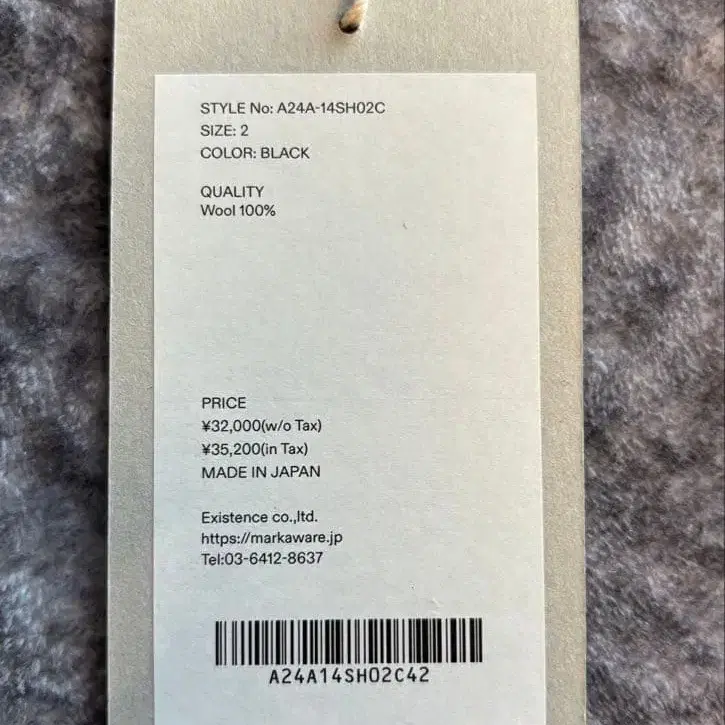 STYLE No: A24A-14SH02C
SIZE: 2
COLOR: BLACK
QUALITY
Wool 100%
PRICE
¥32,000(w/o Tax)
¥35,200(in Tax)
MADE IN JAPAN
Existence co.,ltd.
https://markaware.jp
Tel:03-6412-8637
A24A14SH02C42